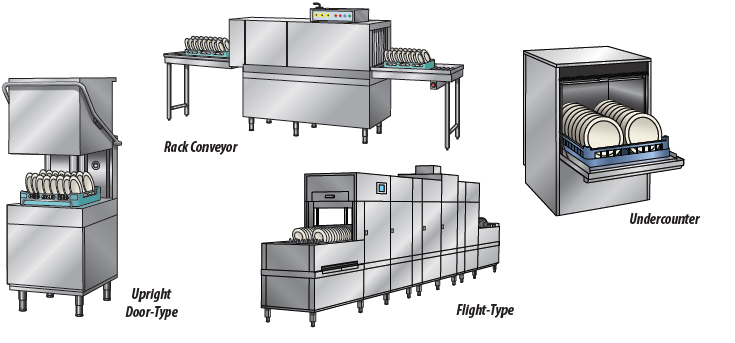 Rack Conveyor
Undercounter
Upright
Door-Type
Flight-Type